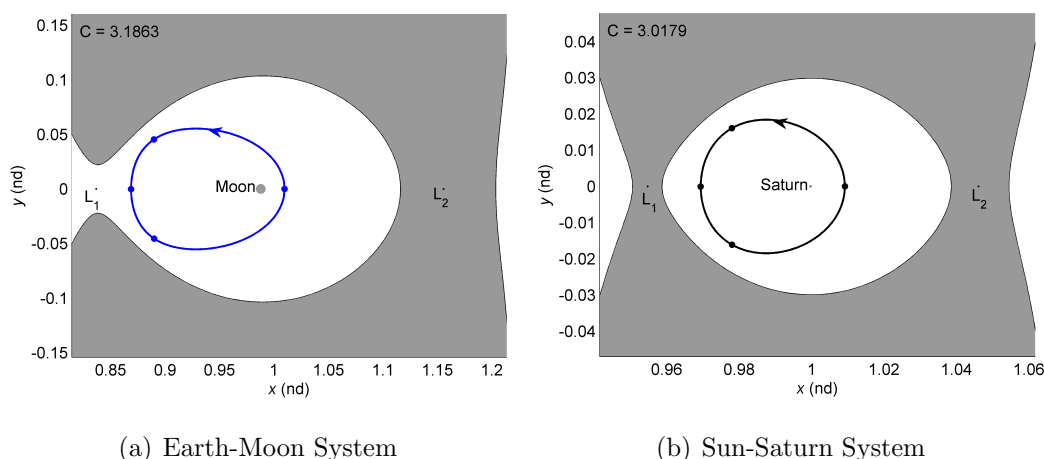 C = 3.1863
0.15
0.1
0.05
0
-0.05
-0.1
-0.15
y (nd)
L1
Moon
L2
0.85 0.9 0.95 1 1.05 1.1 1.15 1.2
x (nd)
(a) Earth-Moon System
C = 3.0179
0.04
0.03
0.02
0.01
0
-0.01
-0.02
-0.03
-0.04
y (nd)
L1
Saturn
L2
0.96 0.98 1 1.02 1.04 1.06
x (nd)
(b) Sun-Saturn System